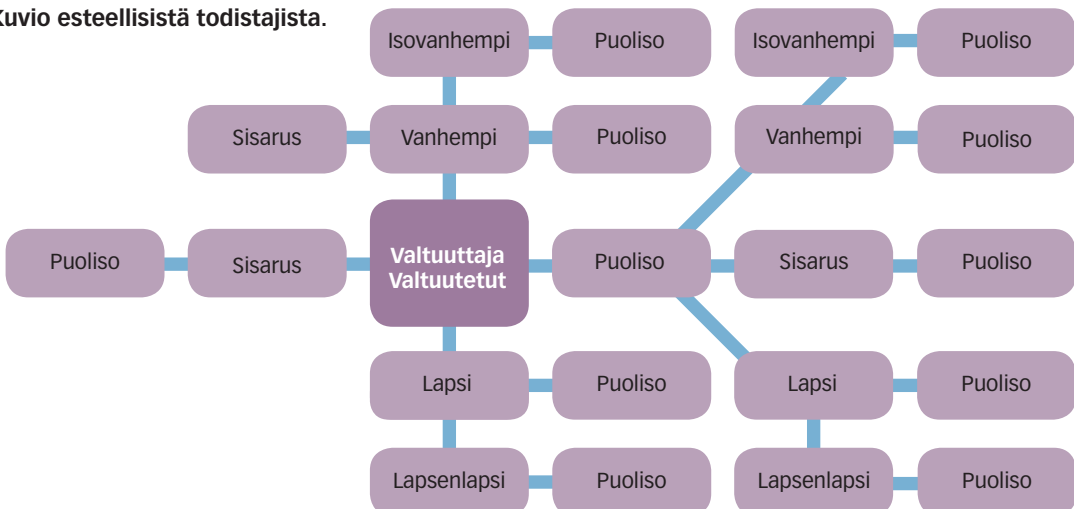 Kuvio esteellisistä todistajista.
Isovanhempi Puoliso Isovanhempi Puoliso
Sisarus Vanhempi Puoliso Vanhempi Puoliso
Puoliso Sisarus Valtuuttaja
Valtuutetut Puoliso Sisarus Puoliso
Lapsi Puoliso Lapsi Puoliso
Lapsenlapsi Puoliso Lapsenlapsi Puoliso